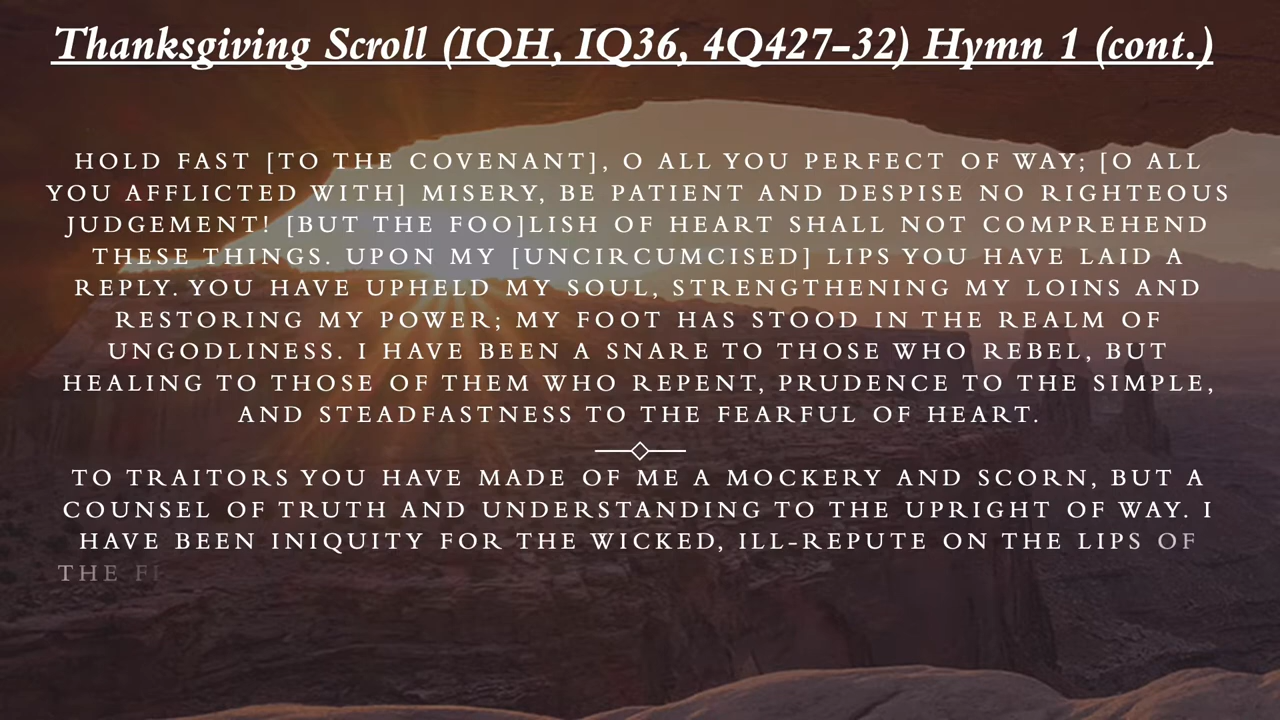 Thanksgiving Scroll (IQH, IQ36, 4Q427-32) Hymn 1 (cont.)
HOLD FAST [TO THE COVENANT], O ALL YOU PERFECT OF WAY; [O ALL
YOU AFFLICTED WITH] MISERY, BE PATIENT AND DESPISE NO RIGHTEOUS
JUDGEMENT! [BUT THE FOO]LISH OF HEART SHALL NOT COMPREHEND
THESE THINGS. UPON MY [UNCIRCUMCISED] LIPS YOU HAVE LAID A
REPLY. YOU HAVE UPHELD MY SOUL, STRENGTHENING MY LOINS AND
RESTORING MY POWER; MY FOOT HAS STOOD IN THE REALM OF
UNGODLINESS. I HAVE BEEN A SNARE TO THOSE WHO REBEL, BUT
HEALING TO THOSE OF THEM WHO REPENT, PRUDENCE TO THE SIMPLE,
AND STEADFASTNESS TO THE FEARFUL OF HEART.
TO TRAITORS YOU HAVE MADE OF ME A MOCKERY AND SCORN, BUT A
COUNSEL OF TRUTH AND UNDERSTANDING TO THE UPRIGHT OF WAY. I
HAVE BEEN INIQUITY FOR THE WICKED, ILL-REPUTE ON THE LIPS OF
THE